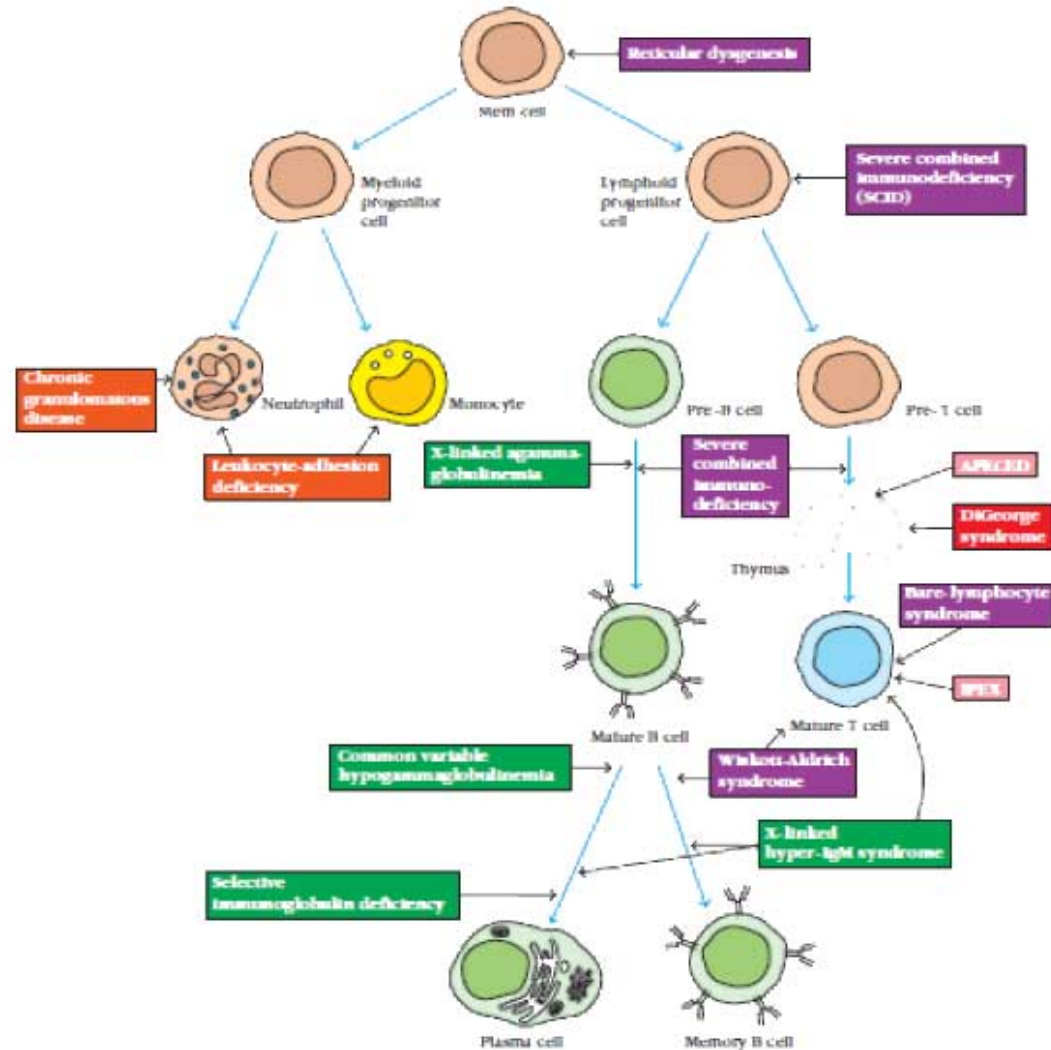 Reticular dysgenesis
Stem cell
Myeloid
progenitor
cell
Lymphoid
progenitor
cell
Severe combined
immunodeficiency
(SCID)
Chronic
granulomatous
disease
Neutrophil
Monocyte
Pre-B cell
Pre-T cell
Leukocyte-adhesion
deficiency
X-linked agamma-
globulinemia
Severe
combined
immuno-
deficiency
APECED
DiGeorge
syndrome
Thymus
Bare-lymphocyte
syndrome
IPEX
Mature B cell
Mature T cell
Common variable
hypogammaglobulinemia
Wiskott-Aldrich
syndrome
X-linked
hyper-IgM syndrome
Selective
immunoglobulin deficiency
Plasma cell
Memory B cell